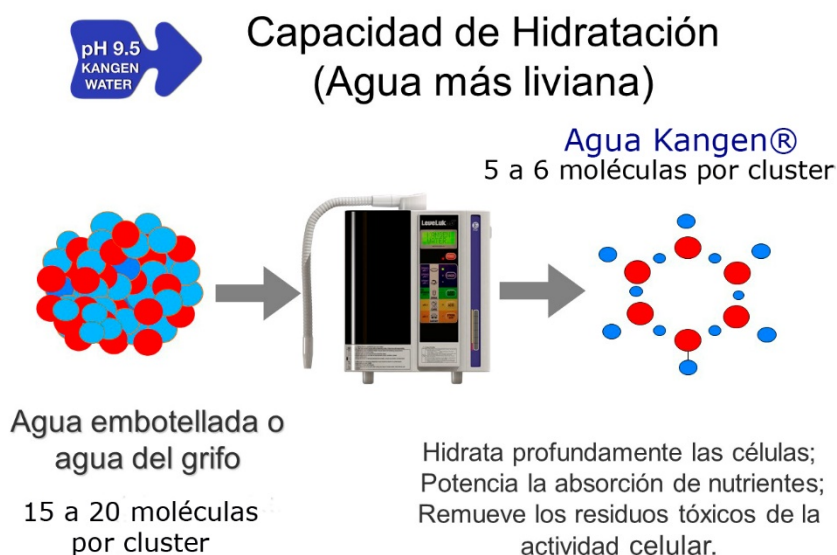 pH 9.5
KANGEN
WATER
Capacidad de Hidratación
(Agua más liviana)
Agua Kangen®
5 a 6 moléculas por cluster
LeveLuk
Agua embotellada o
agua del grifo
15 a 20 moléculas
por cluster
Hidrata profundamente las células;
Potencia la absorción de nutrientes;
Remueve los residuos tóxicos de la
actividad celular.